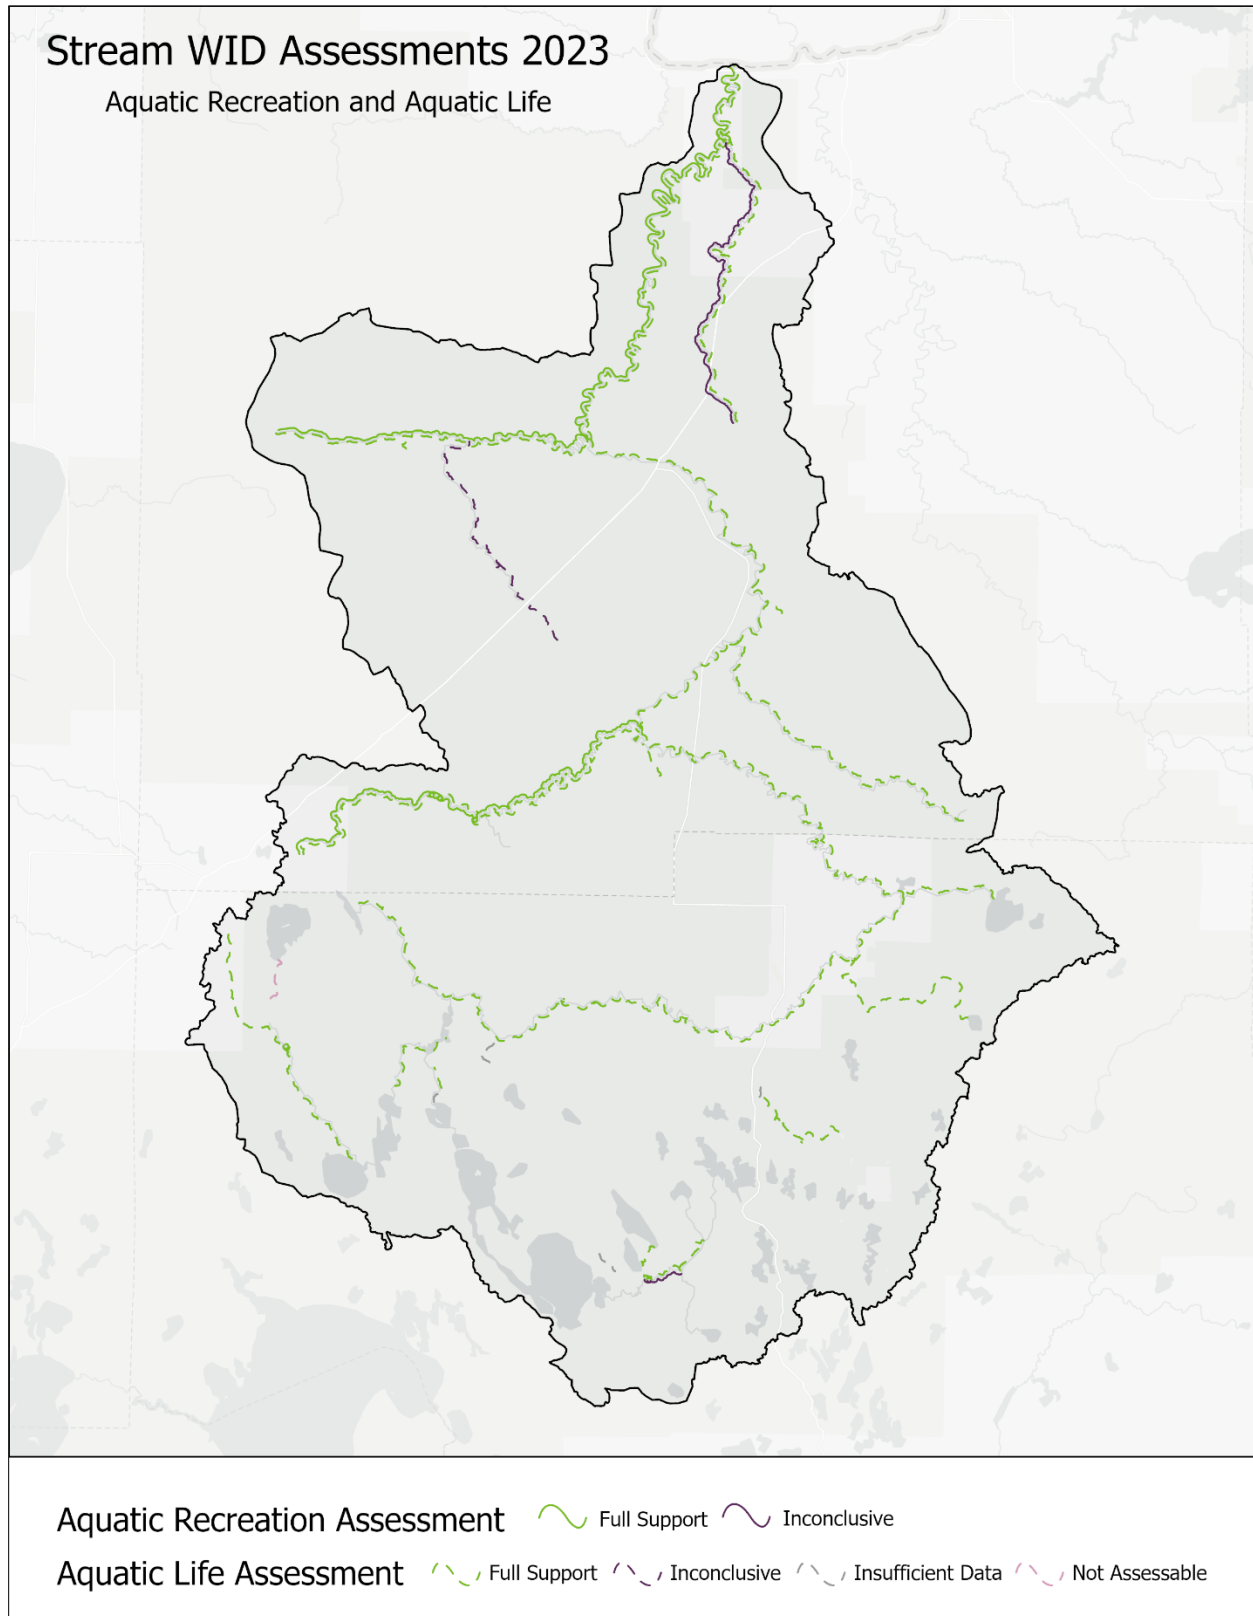 Stream WID Assessments 2023
Aquatic Recreation and Aquatic Life
Aquatic Recreation Assessment Full Support Inconclusive
Aquatic Life Assessment Full Support Inconclusive Insufficient Data Not Assessable